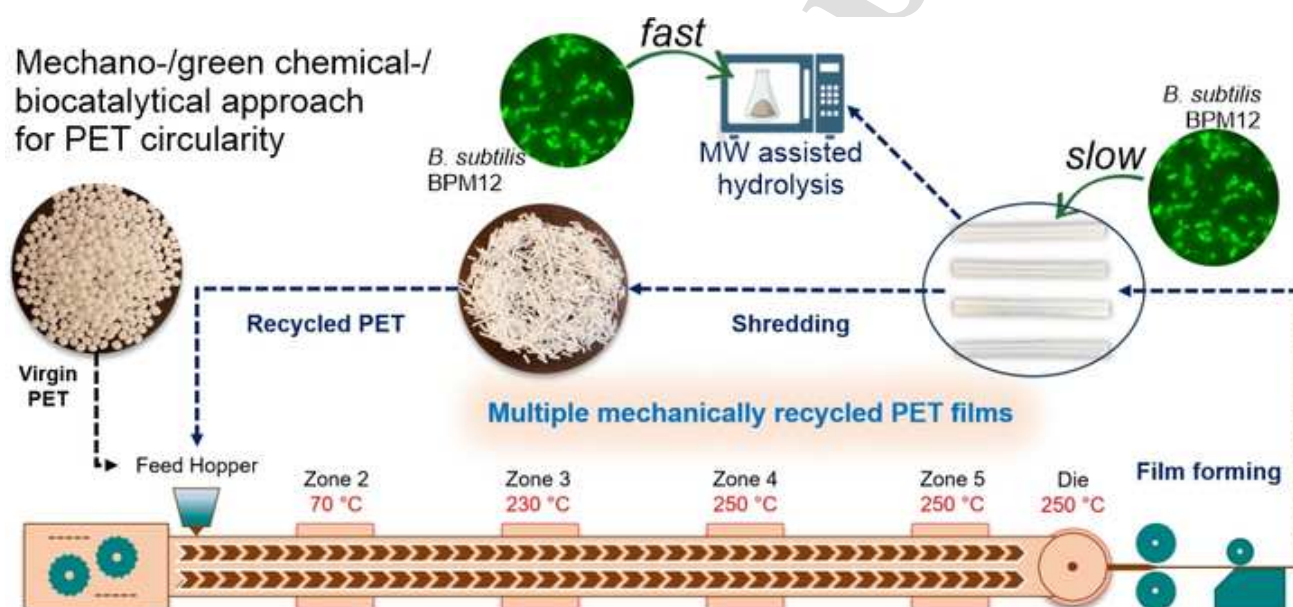 Mechano-/green chemical-/
biocatalytical approach
for PET circularity
fast
B. subtilis
BPM12
MW assisted
hydrolysis
slow
B. subtilis
BPM12
Virgin
PET
Recycled PET
Shredding
Multiple mechanically recycled PET films
Feed Hopper
Zone 2
70 °C
Zone 3
230 °C
Zone 4
250 °C
Zone 5
250 °C
Die
250 °C
Film forming